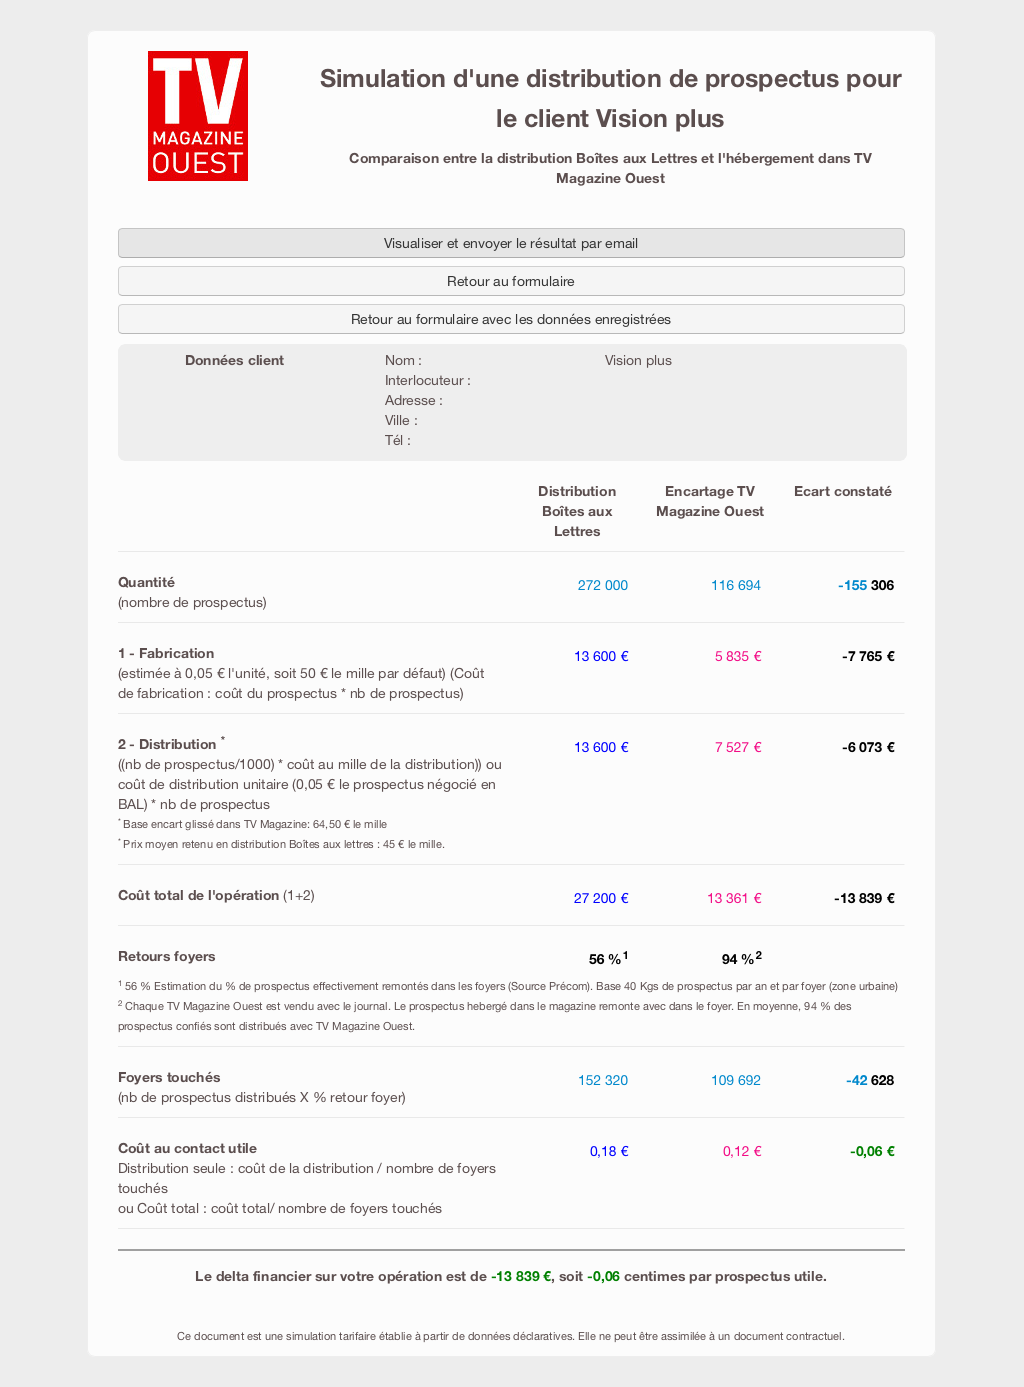 TV
MAGAZINE
OUEST
Simulation d'une distribution de prospectus pour
le client Vision plus
Comparaison entre la distribution Boîtes aux Lettres et l'hébergement dans TV
Magazine Ouest
Visualiser et envoyer le résultat par email
Retour au formulaire
Retour au formulaire avec les données enregistrées
Données client Nom : Vision plus
Interlocuteur :
Adresse :
Ville :
Tél :
Distribution Encartage TV Ecart constaté
Boîtes aux Magazine Ouest
Lettres
Quantité 272 000 116 694 -155 306
(nombre de prospectus)
1 - Fabrication 13 600 € 5 835 € -7 765 €
(estimée à 0,05 € l'unité, soit 50 € le mille par défaut) (Coût
de fabrication : coût du prospectus * nb de prospectus)
2 - Distribution * 13 600 € 7 527 € -6 073 €
((nb de prospectus/1000) * coût au mille de la distribution)) ou
coût de distribution unitaire (0,05 € le prospectus négocié en
BAL) * nb de prospectus
* Base encart glissé dans TV Magazine: 64,50 € le mille
* Prix moyen retenu en distribution Boîtes aux lettres : 45 € le mille.
Coût total de l'opération (1+2) 27 200 € 13 361 € -13 839 €
Retours foyers 56 %1 94 %2
1 56 % Estimation du % de prospectus effectivement remontés dans les foyers (Source Précom). Base 40 Kgs de prospectus par an et par foyer (zone urbaine)
2 Chaque TV Magazine Ouest est vendu avec le journal. Le prospectus hebergé dans le magazine remonte avec dans le foyer. En moyenne, 94 % des
prospectus confiés sont distribués avec TV Magazine Ouest.
Foyers touchés 152 320 109 692 -42 628
(nb de prospectus distribués X % retour foyer)
Coût au contact utile 0,18 € 0,12 € -0,06 €
Distribution seule : coût de la distribution / nombre de foyers
touchés
ou Coût total : coût total/ nombre de foyers touchés
Le delta financier sur votre opération est de -13 839 €, soit -0,06 centimes par prospectus utile.
Ce document est une simulation tarifaire établie à partir de données déclaratives. Elle ne peut être assimilée à un document contractuel.